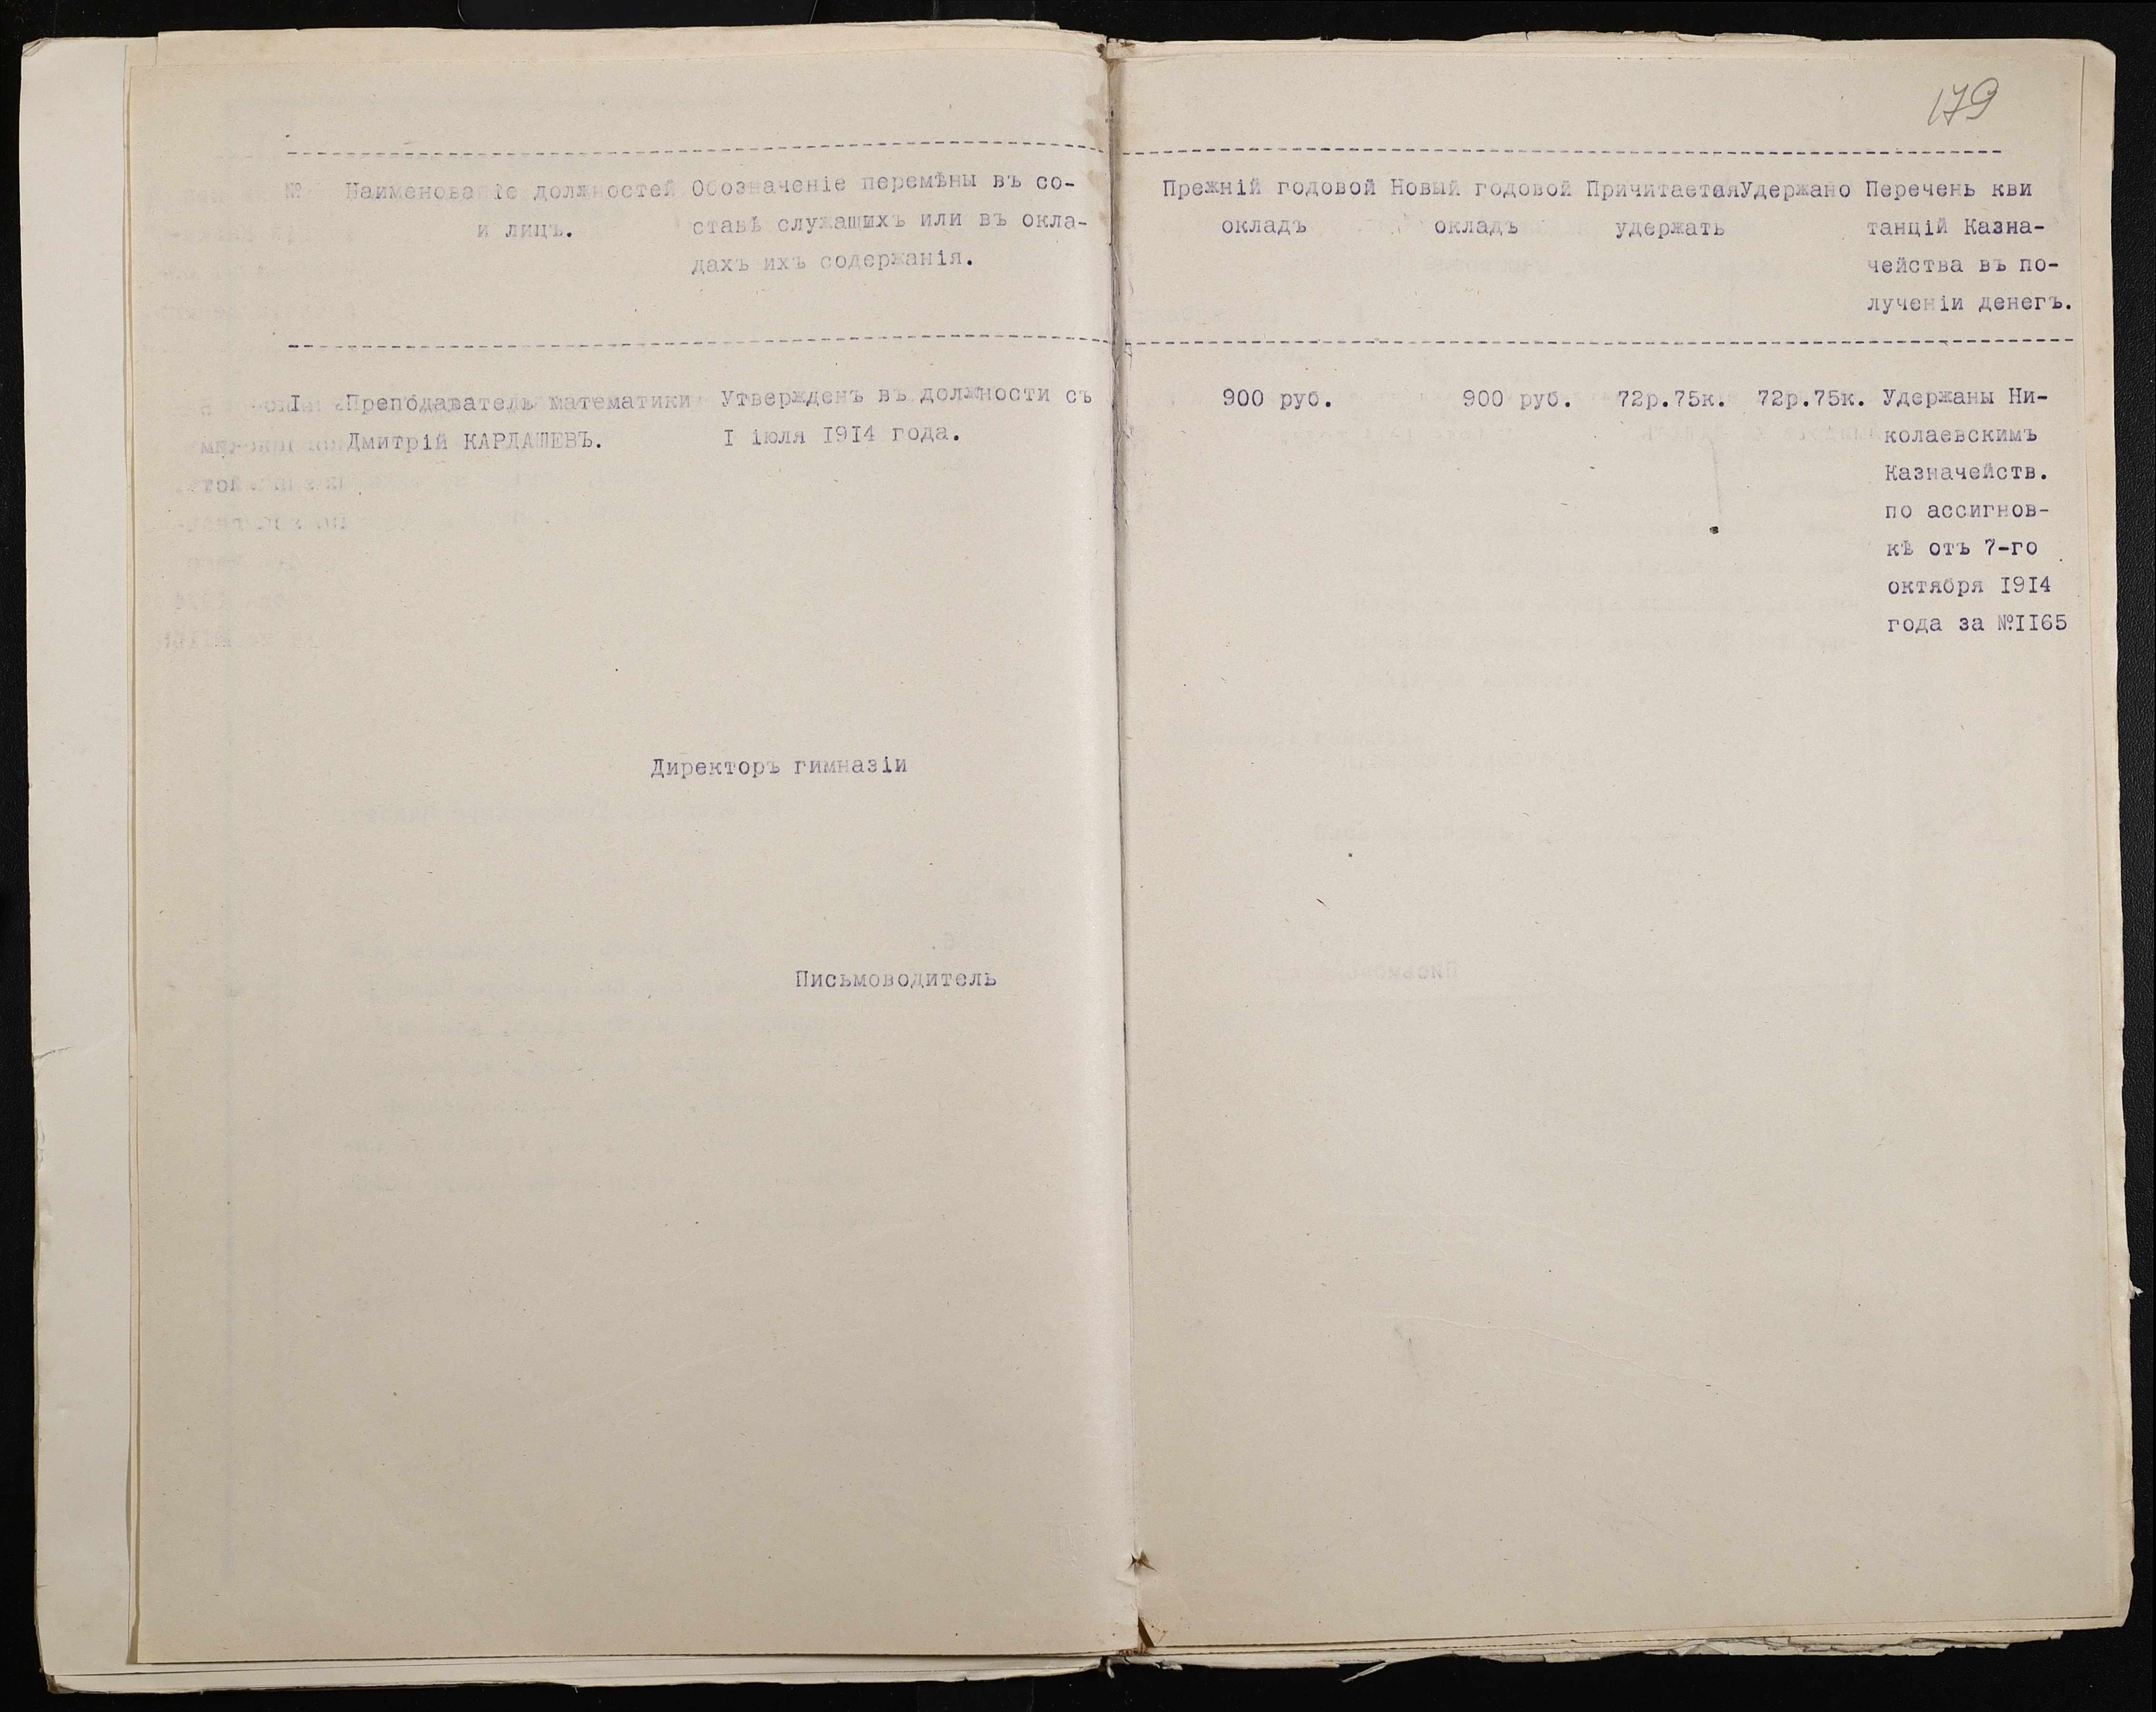 179
№ Наименованіе должностей Обозначеніе перемѣны въ со-
и лицъ. ставѣ служащихъ или въ окла-
дахъ ихъ содержанія.
Прежній годовой Новый годовой Причитается Удержано Перечень кви
окладъ окладъ удержать танцій Казна-
чейства въ по-
лученіи денегъ.
I Преподаватель математики Утвержденъ въ должности съ
Дмитрій КАРДАШЕВЪ. I іюля I9I4 года.
900 руб. 900 руб. 72р.75к. 72р.75к. Удержаны Ни-
колаевскимъ
Казначейств.
по ассигнов-
кѣ отъ 7-го
октября I9I4
года за №II65
Директоръ гимназіи
Письмоводитель